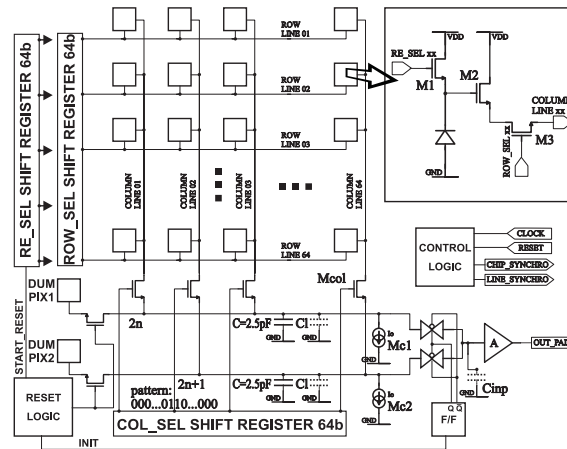 RE_SEL SHIFT REGISTER 64b
ROW_SEL SHIFT REGISTER 64b
ROW
LINE 01
ROW
LINE 02
ROW
LINE 03
ROW
LINE 64
COLUMN
LINE 01
COLUMN
LINE 02
COLUMN
LINE 03
COLUMN
LINE 64
VDD
VDD
RE_SEL xx
M1
M2
COLUMN
LINE xx
M3
ROW_SEL xx
GND
CONTROL
LOGIC
CLOCK
RESET
CHIP_SYNCHRO
LINE_SYNCHRO
Mcol
DUM
PIX1
2n
C=2.5pF
Cl
GND
GND
Io
Mc1
GND
A
OUT_PAD
DUM
PIX2
2n+1
C=2.5pF
Cl
GND
GND
Io
Mc2
GND
Cinp
GND
START_RESET
RESET
LOGIC
pattern:
000...0110...000
COL_SEL SHIFT REGISTER 64b
Q Q
F/F
INIT